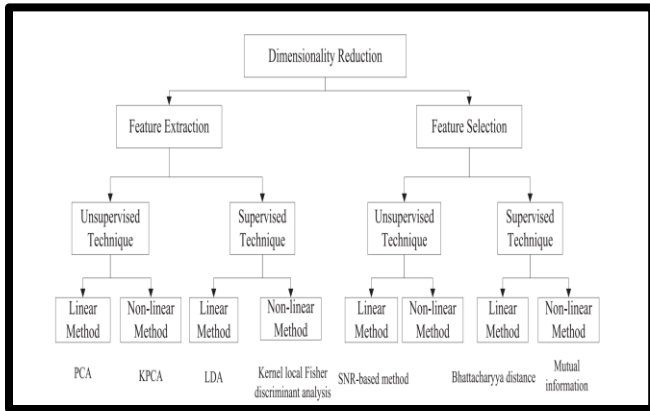 Dimensionality Reduction
Feature Extraction
Feature Selection
Unsupervised
Technique
Supervised
Technique
Unsupervised
Technique
Supervised
Technique
Linear
Method
Non-linear
Method
Linear
Method
Non-linear
Method
Linear
Method
Non-linear
Method
Linear
Method
Non-linear
Method
PCA
KPCA
LDA
Kernel local Fisher
discriminant analysis
SNR-based method
Bhattacharyya distance
Mutual
information